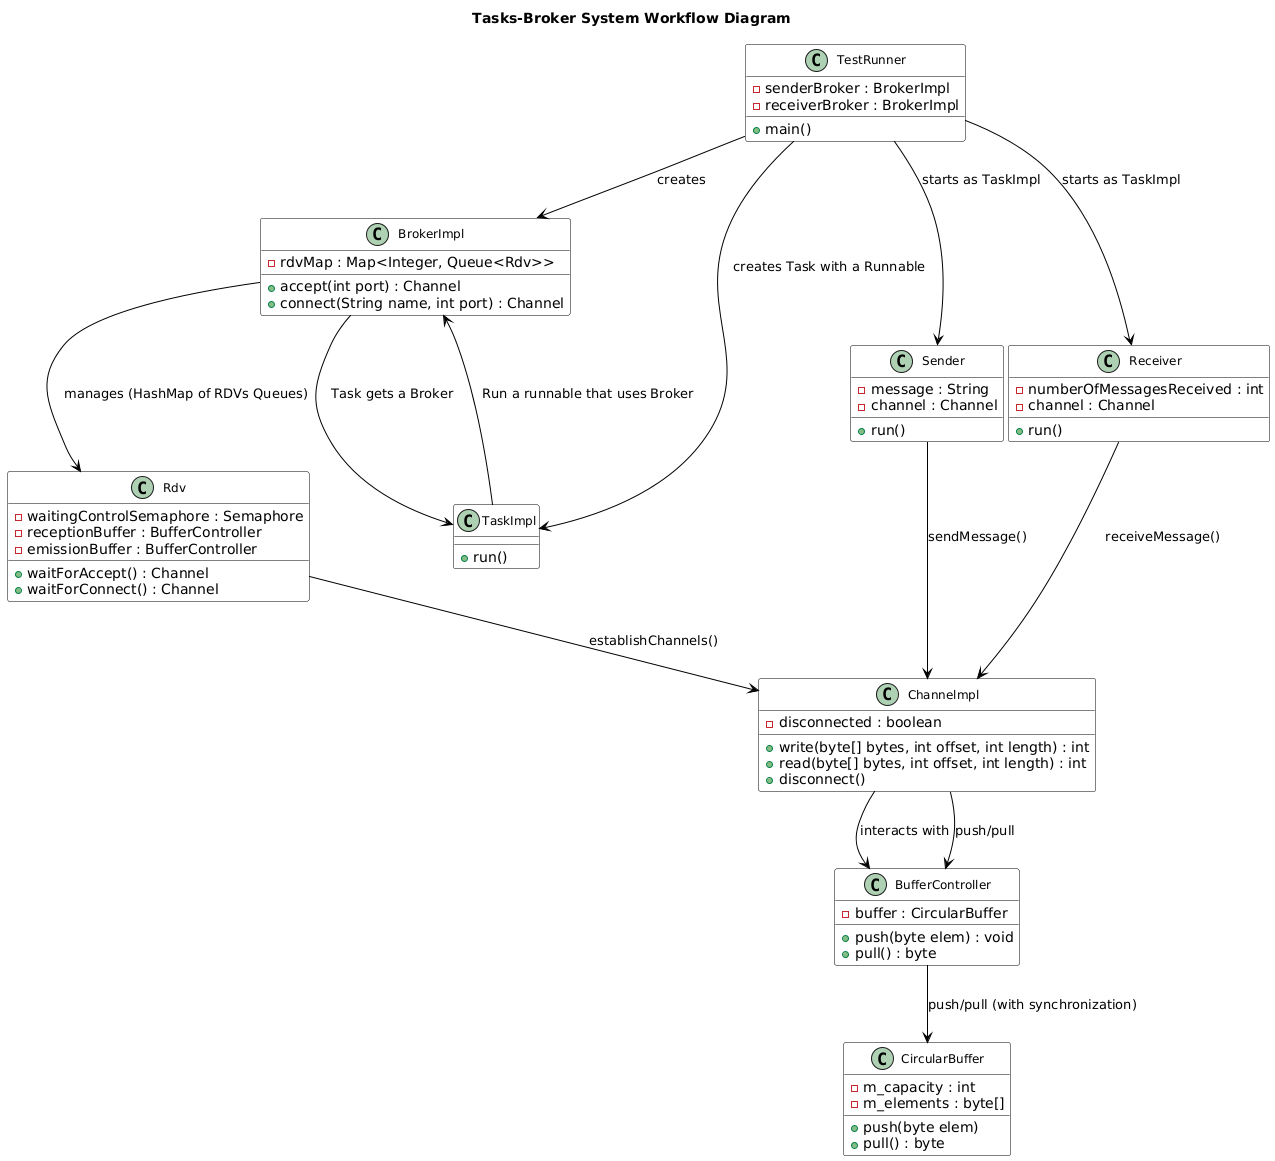 Tasks-Broker System Workflow Diagram
C TestRunner
senderBroker : BrokerImpl
receiverBroker : BrokerImpl
main()
creates
starts as TaskImpl
starts as TaskImpl
C BrokerImpl
rdvMap : Map<Integer, Queue<Rdv>>
accept(int port) : Channel
connect(String name, int port) : Channel
creates Task with a Runnable
C Sender
message : String
channel : Channel
run()
C Receiver
numberOfMessagesReceived : int
channel : Channel
run()
manages (HashMap of RDVs Queues)
Task gets a Broker
Run a runnable that uses Broker
C Rdv
waitingControlSemaphore : Semaphore
receptionBuffer : BufferController
emissionBuffer : BufferController
waitForAccept() : Channel
waitForConnect() : Channel
C TaskImpl
run()
sendMessage()
receiveMessage()
establishChannels()
C ChannelImpl
disconnected : boolean
write(byte[] bytes, int offset, int length) : int
read(byte[] bytes, int offset, int length) : int
disconnect()
interacts with
push/pull
C BufferController
buffer : CircularBuffer
push(byte elem) : void
pull() : byte
push/pull (with synchronization)
C CircularBuffer
m_capacity : int
m_elements : byte[]
push(byte elem)
pull() : byte